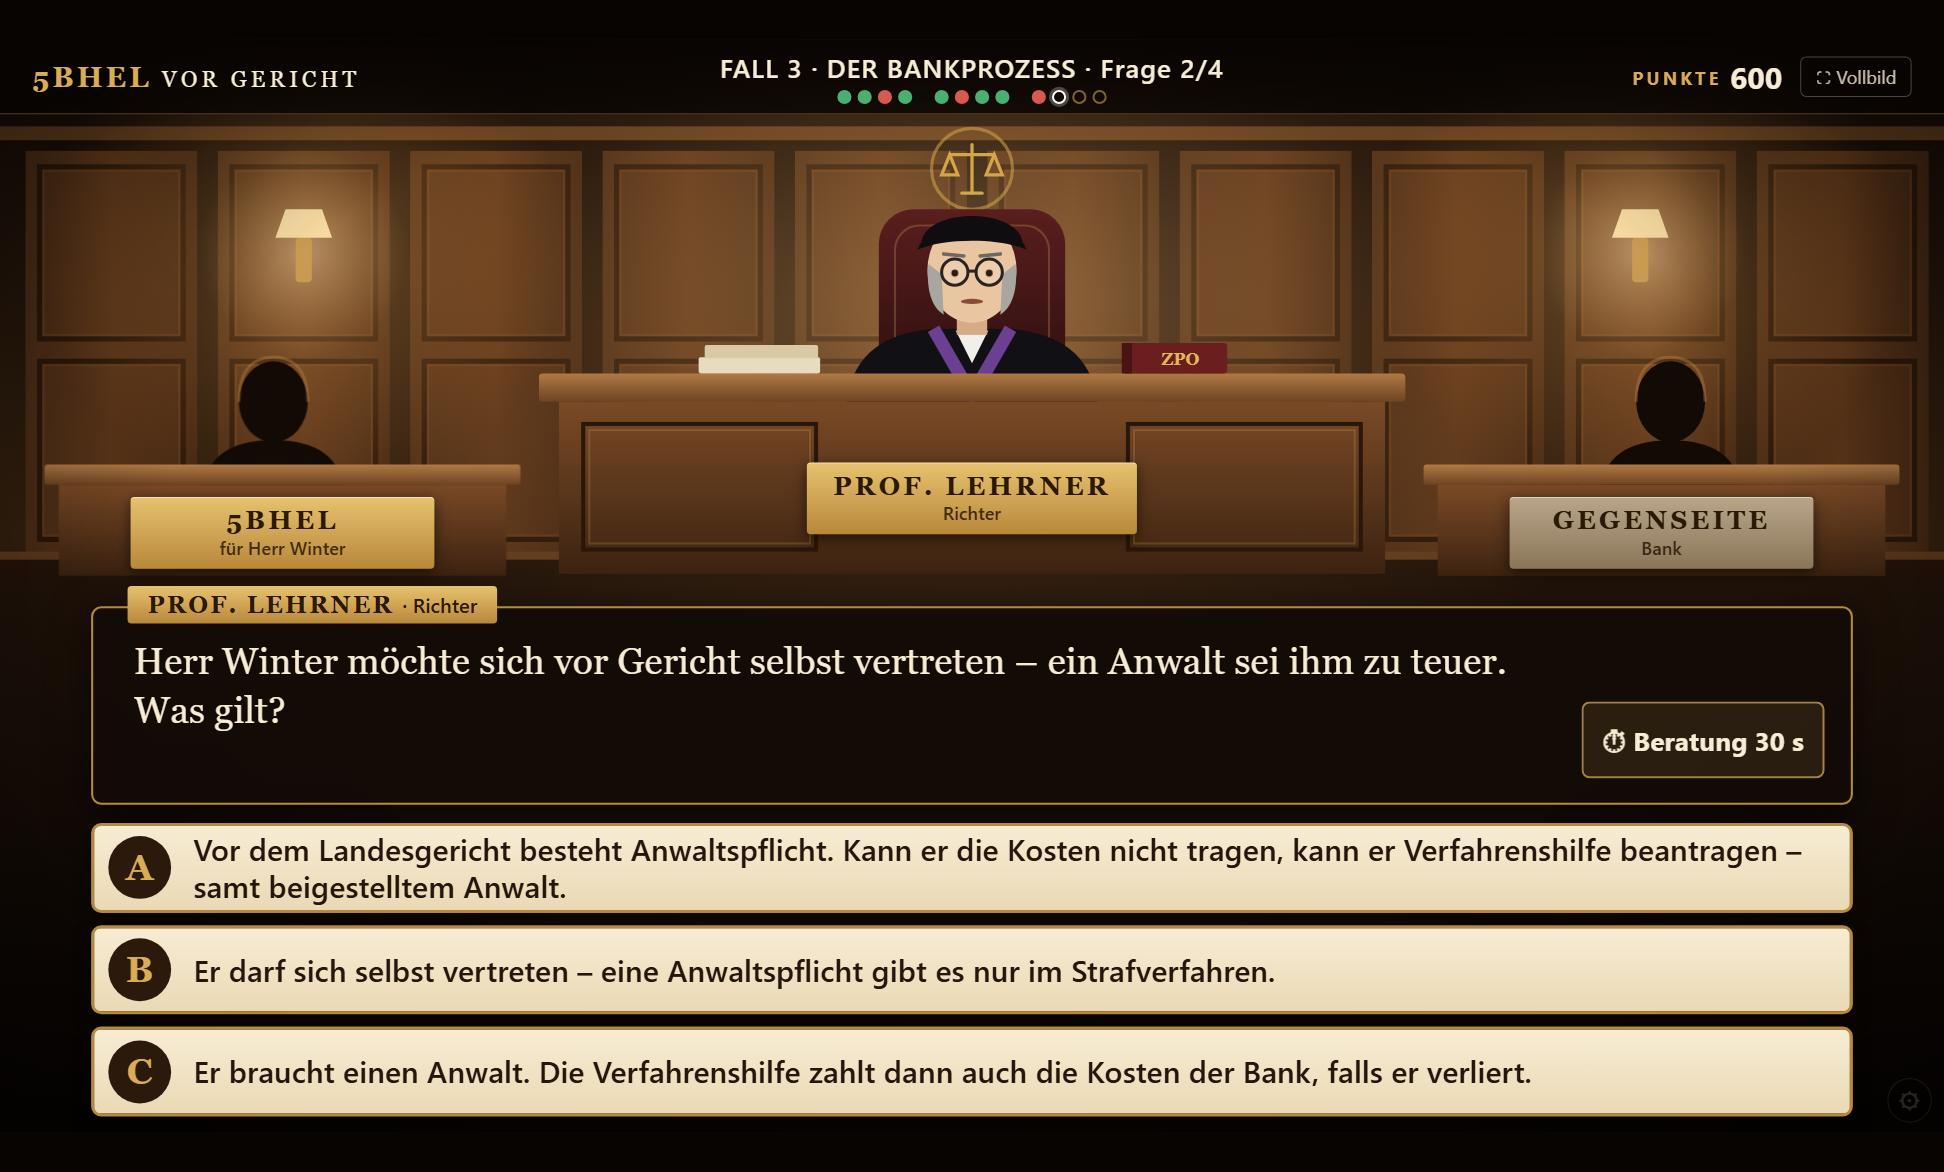 5BHEL VOR GERICHT
FALL 3 · DER BANKPROZESS · Frage 2/4
PUNKTE 600
Vollbild
ZPO
5BHEL
für Herr Winter
PROF. LEHRNER
Richter
GEGENSEITE
Bank
PROF. LEHRNER · Richter
Herr Winter möchte sich vor Gericht selbst vertreten – ein Anwalt sei ihm zu teuer.
Was gilt?
Beratung 30 s
A
Vor dem Landesgericht besteht Anwaltspflicht. Kann er die Kosten nicht tragen, kann er Verfahrenshilfe beantragen –
samt beigestelltem Anwalt.
B
Er darf sich selbst vertreten – eine Anwaltspflicht gibt es nur im Strafverfahren.
C
Er braucht einen Anwalt. Die Verfahrenshilfe zahlt dann auch die Kosten der Bank, falls er verliert.